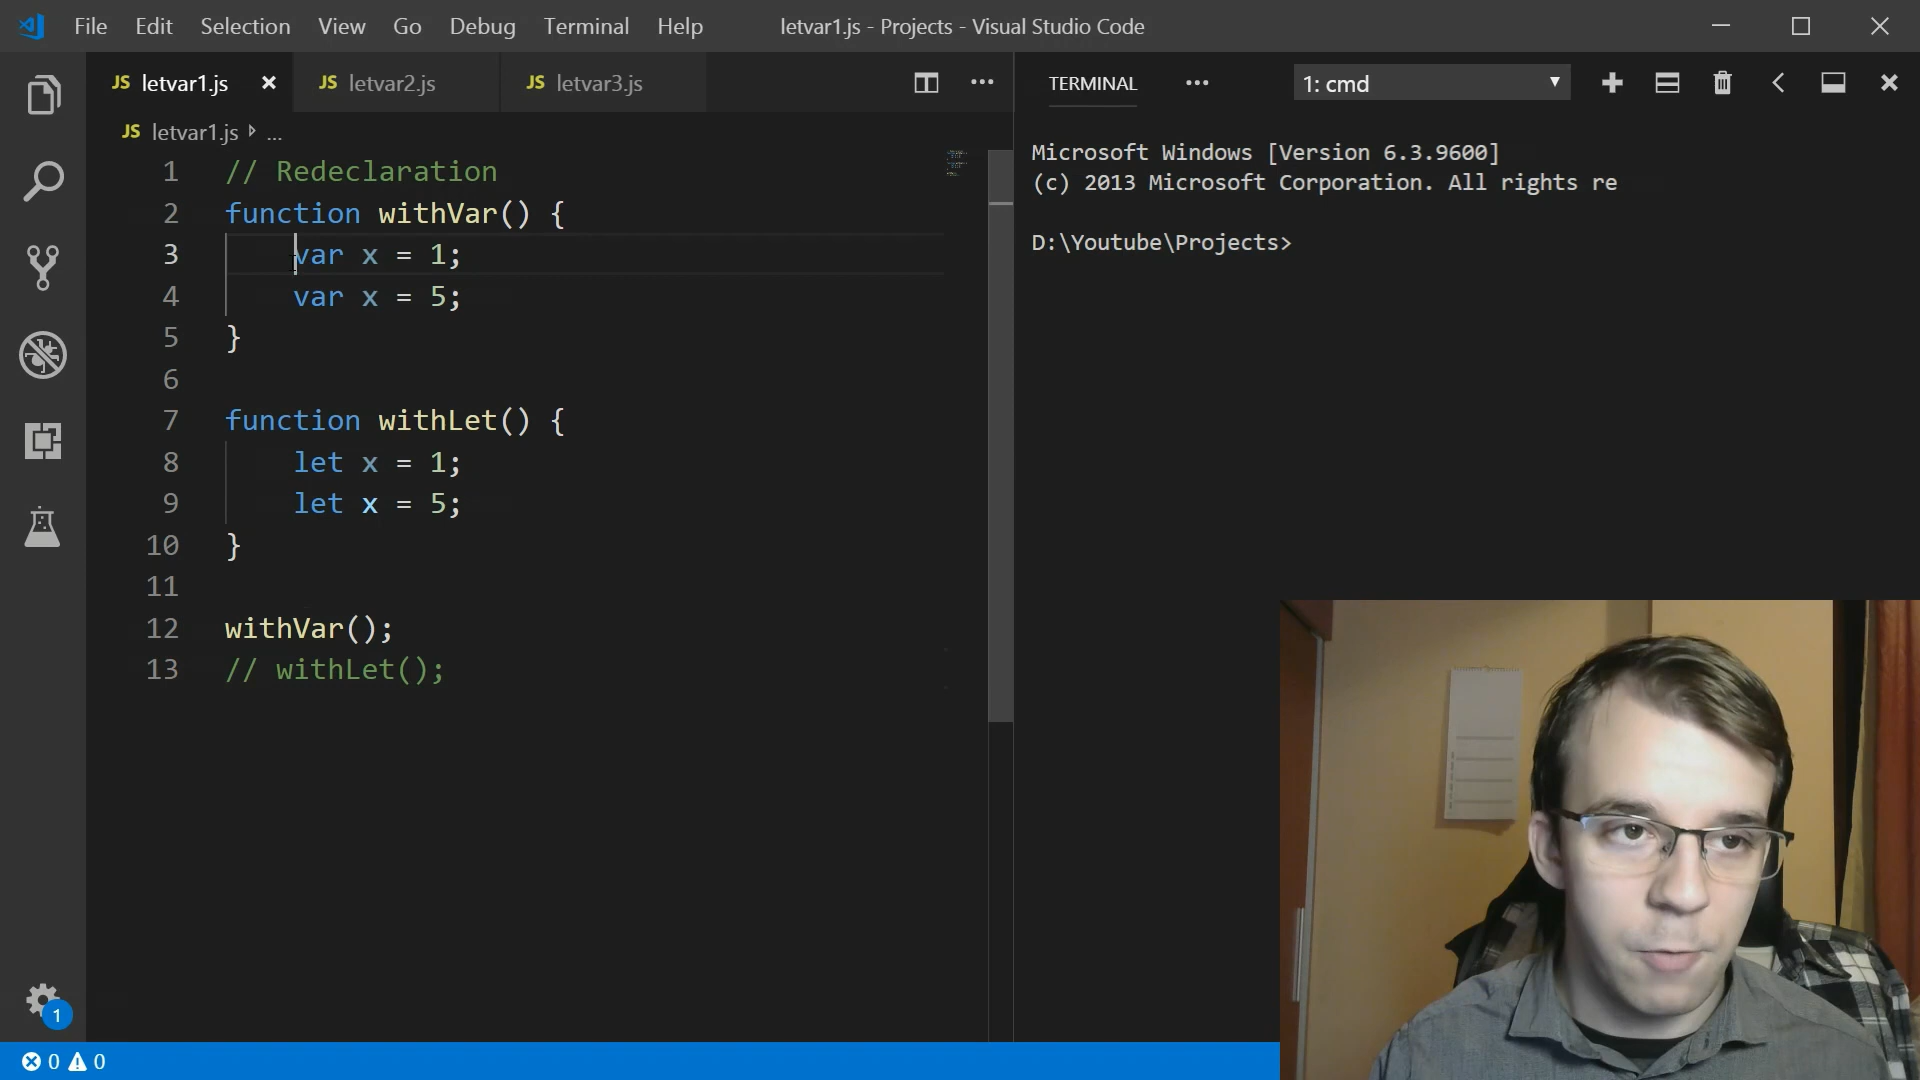 File Edit Selection View Go Debug Terminal Help letvar1.js - Projects - Visual Studio Code
JS letvar1.js JS letvar2.js JS letvar3.js
JS letvar1.js ...
1 // Redeclaration
2 function withVar() {
3 var x = 1;
4 var x = 5;
5 }
6
7 function withLet() {
8 let x = 1;
9 let x = 5;
10 }
11
12 withVar();
13 // withLet();
TERMINAL 1: cmd
Microsoft Windows [Version 6.3.9600]
(c) 2013 Microsoft Corporation. All rights re
D:\Youtube\Projects>
1
0 0